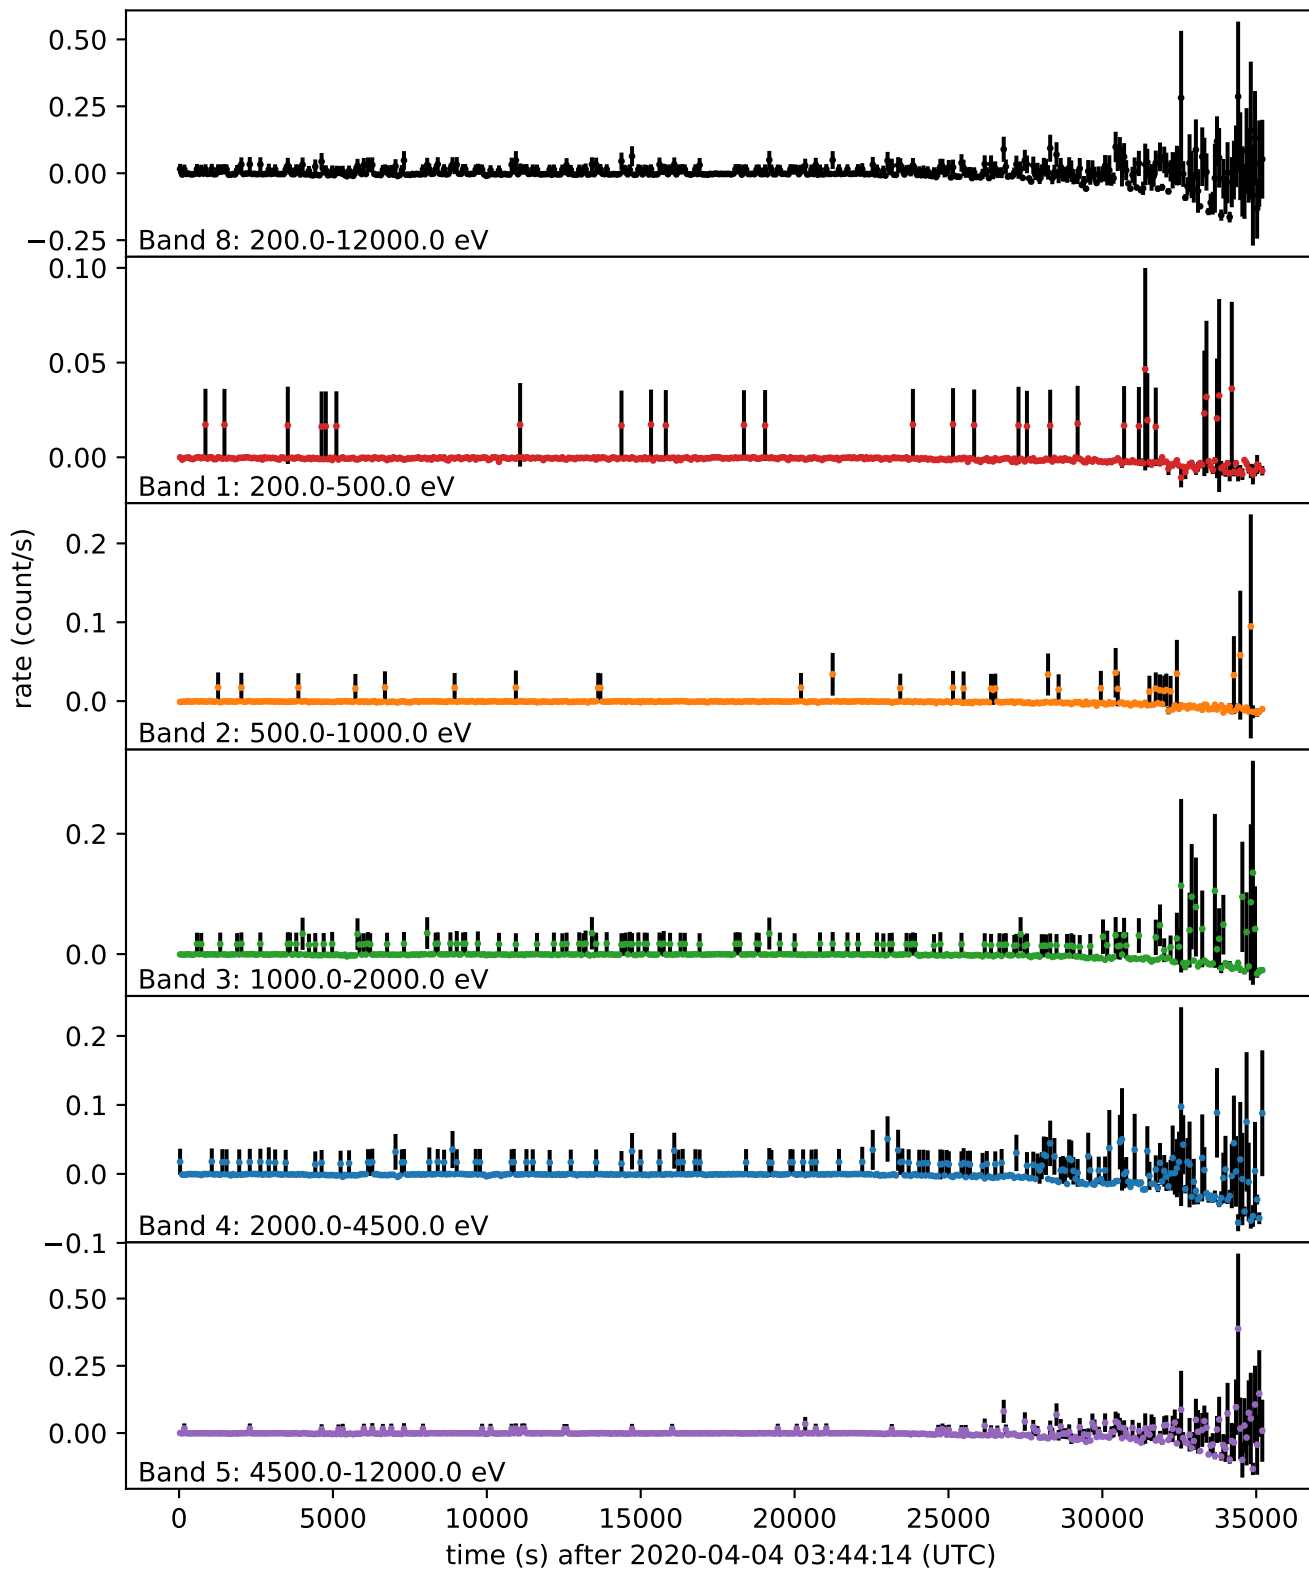 0.50
0.25
0.00
−0.25
Band 8: 200.0-12000.0 eV
0.10
0.05
0.00
Band 1: 200.0-500.0 eV
0.2
0.1
0.0
Band 2: 500.0-1000.0 eV
rate (count/s)
0.2
0.0
Band 3: 1000.0-2000.0 eV
0.2
0.1
0.0
−0.1
Band 4: 2000.0-4500.0 eV
0.50
0.25
0.00
Band 5: 4500.0-12000.0 eV
0 5000 10000 15000 20000 25000 30000 35000
time (s) after 2020-04-04 03:44:14 (UTC)